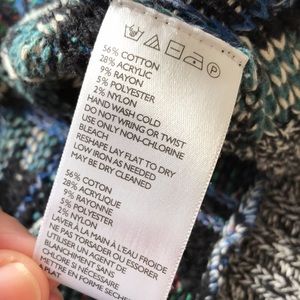 P
56% COTTON
28% ACRYLIC
9% RAYON
5% POLYESTER
2% NYLON
HAND WASH COLD
DO NOT WRING OR TWIST
USE ONLY NON-CHLORINE
BLEACH
RESHAPE LAY FLAT TO DRY
LOW IRON AS NEEDED
MAY BE DRY CLEANED
56% COTON
28% ACRYLIQUE
9% RAYONNE
5% POLYESTER
2% NYLON
LAVER À LA MAIN À L'EAU FROIDE
NE PAS TORSADER OU ESSORER
UTILISER UN AGENT DE
BLANCHIMENT SANS
CHLORE SI NÉCESSAIRE
METTRE EN FORME SÉCHER
À PLAT